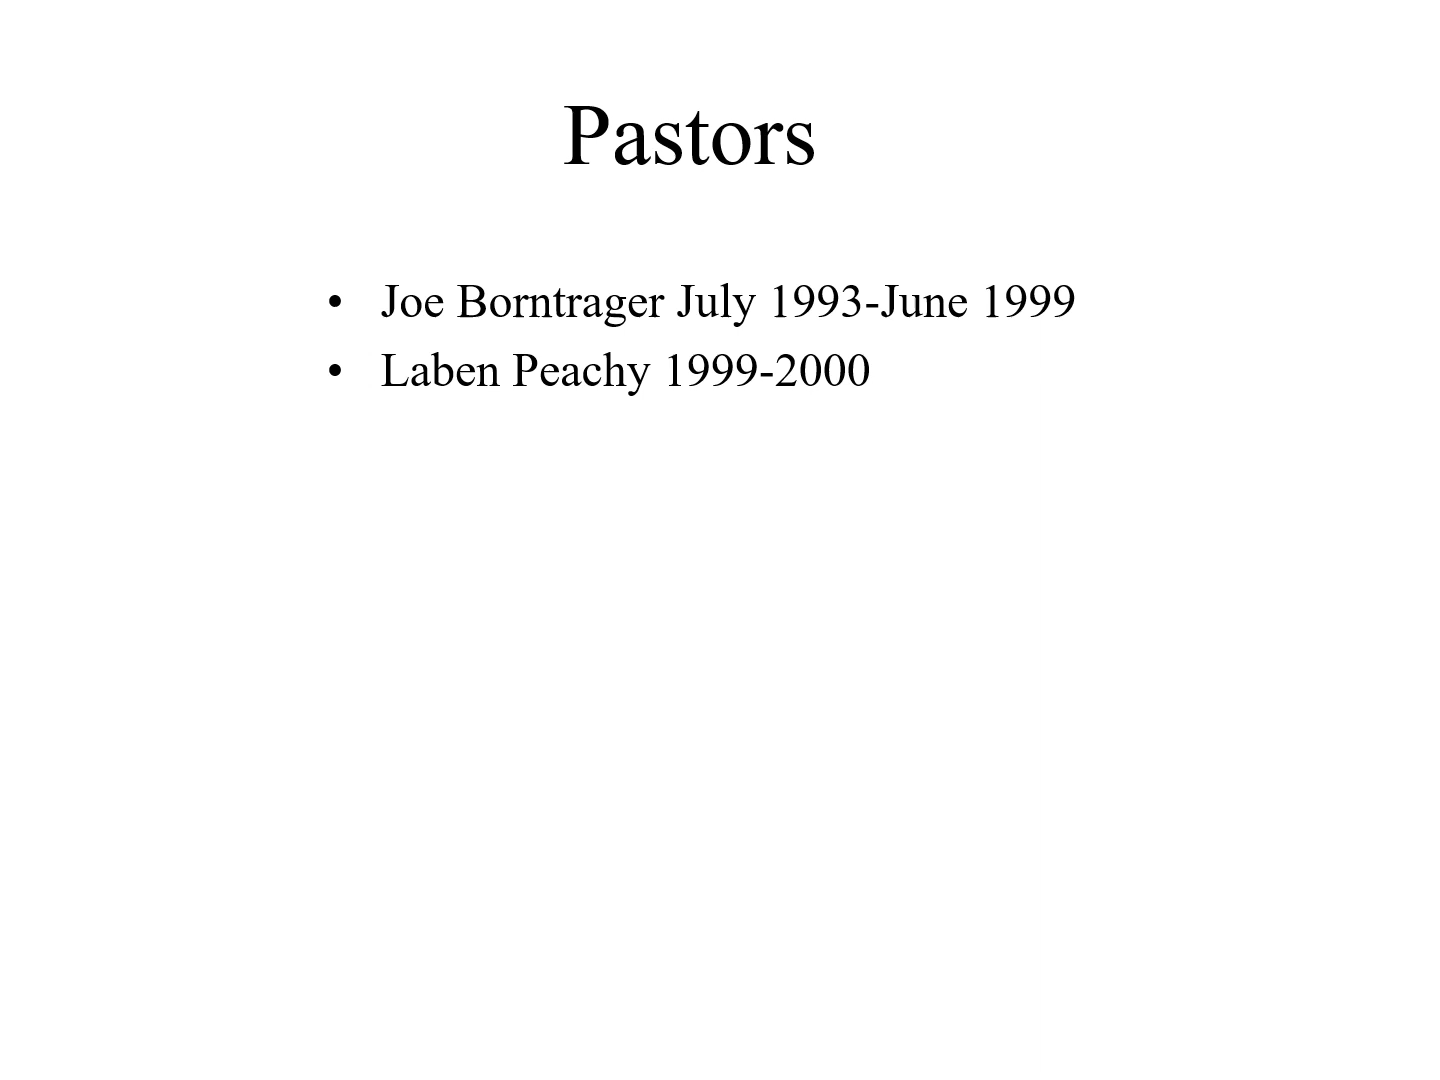 Pastors
• Joe Borntrager July 1993-June 1999
• Laben Peachy 1999-2000